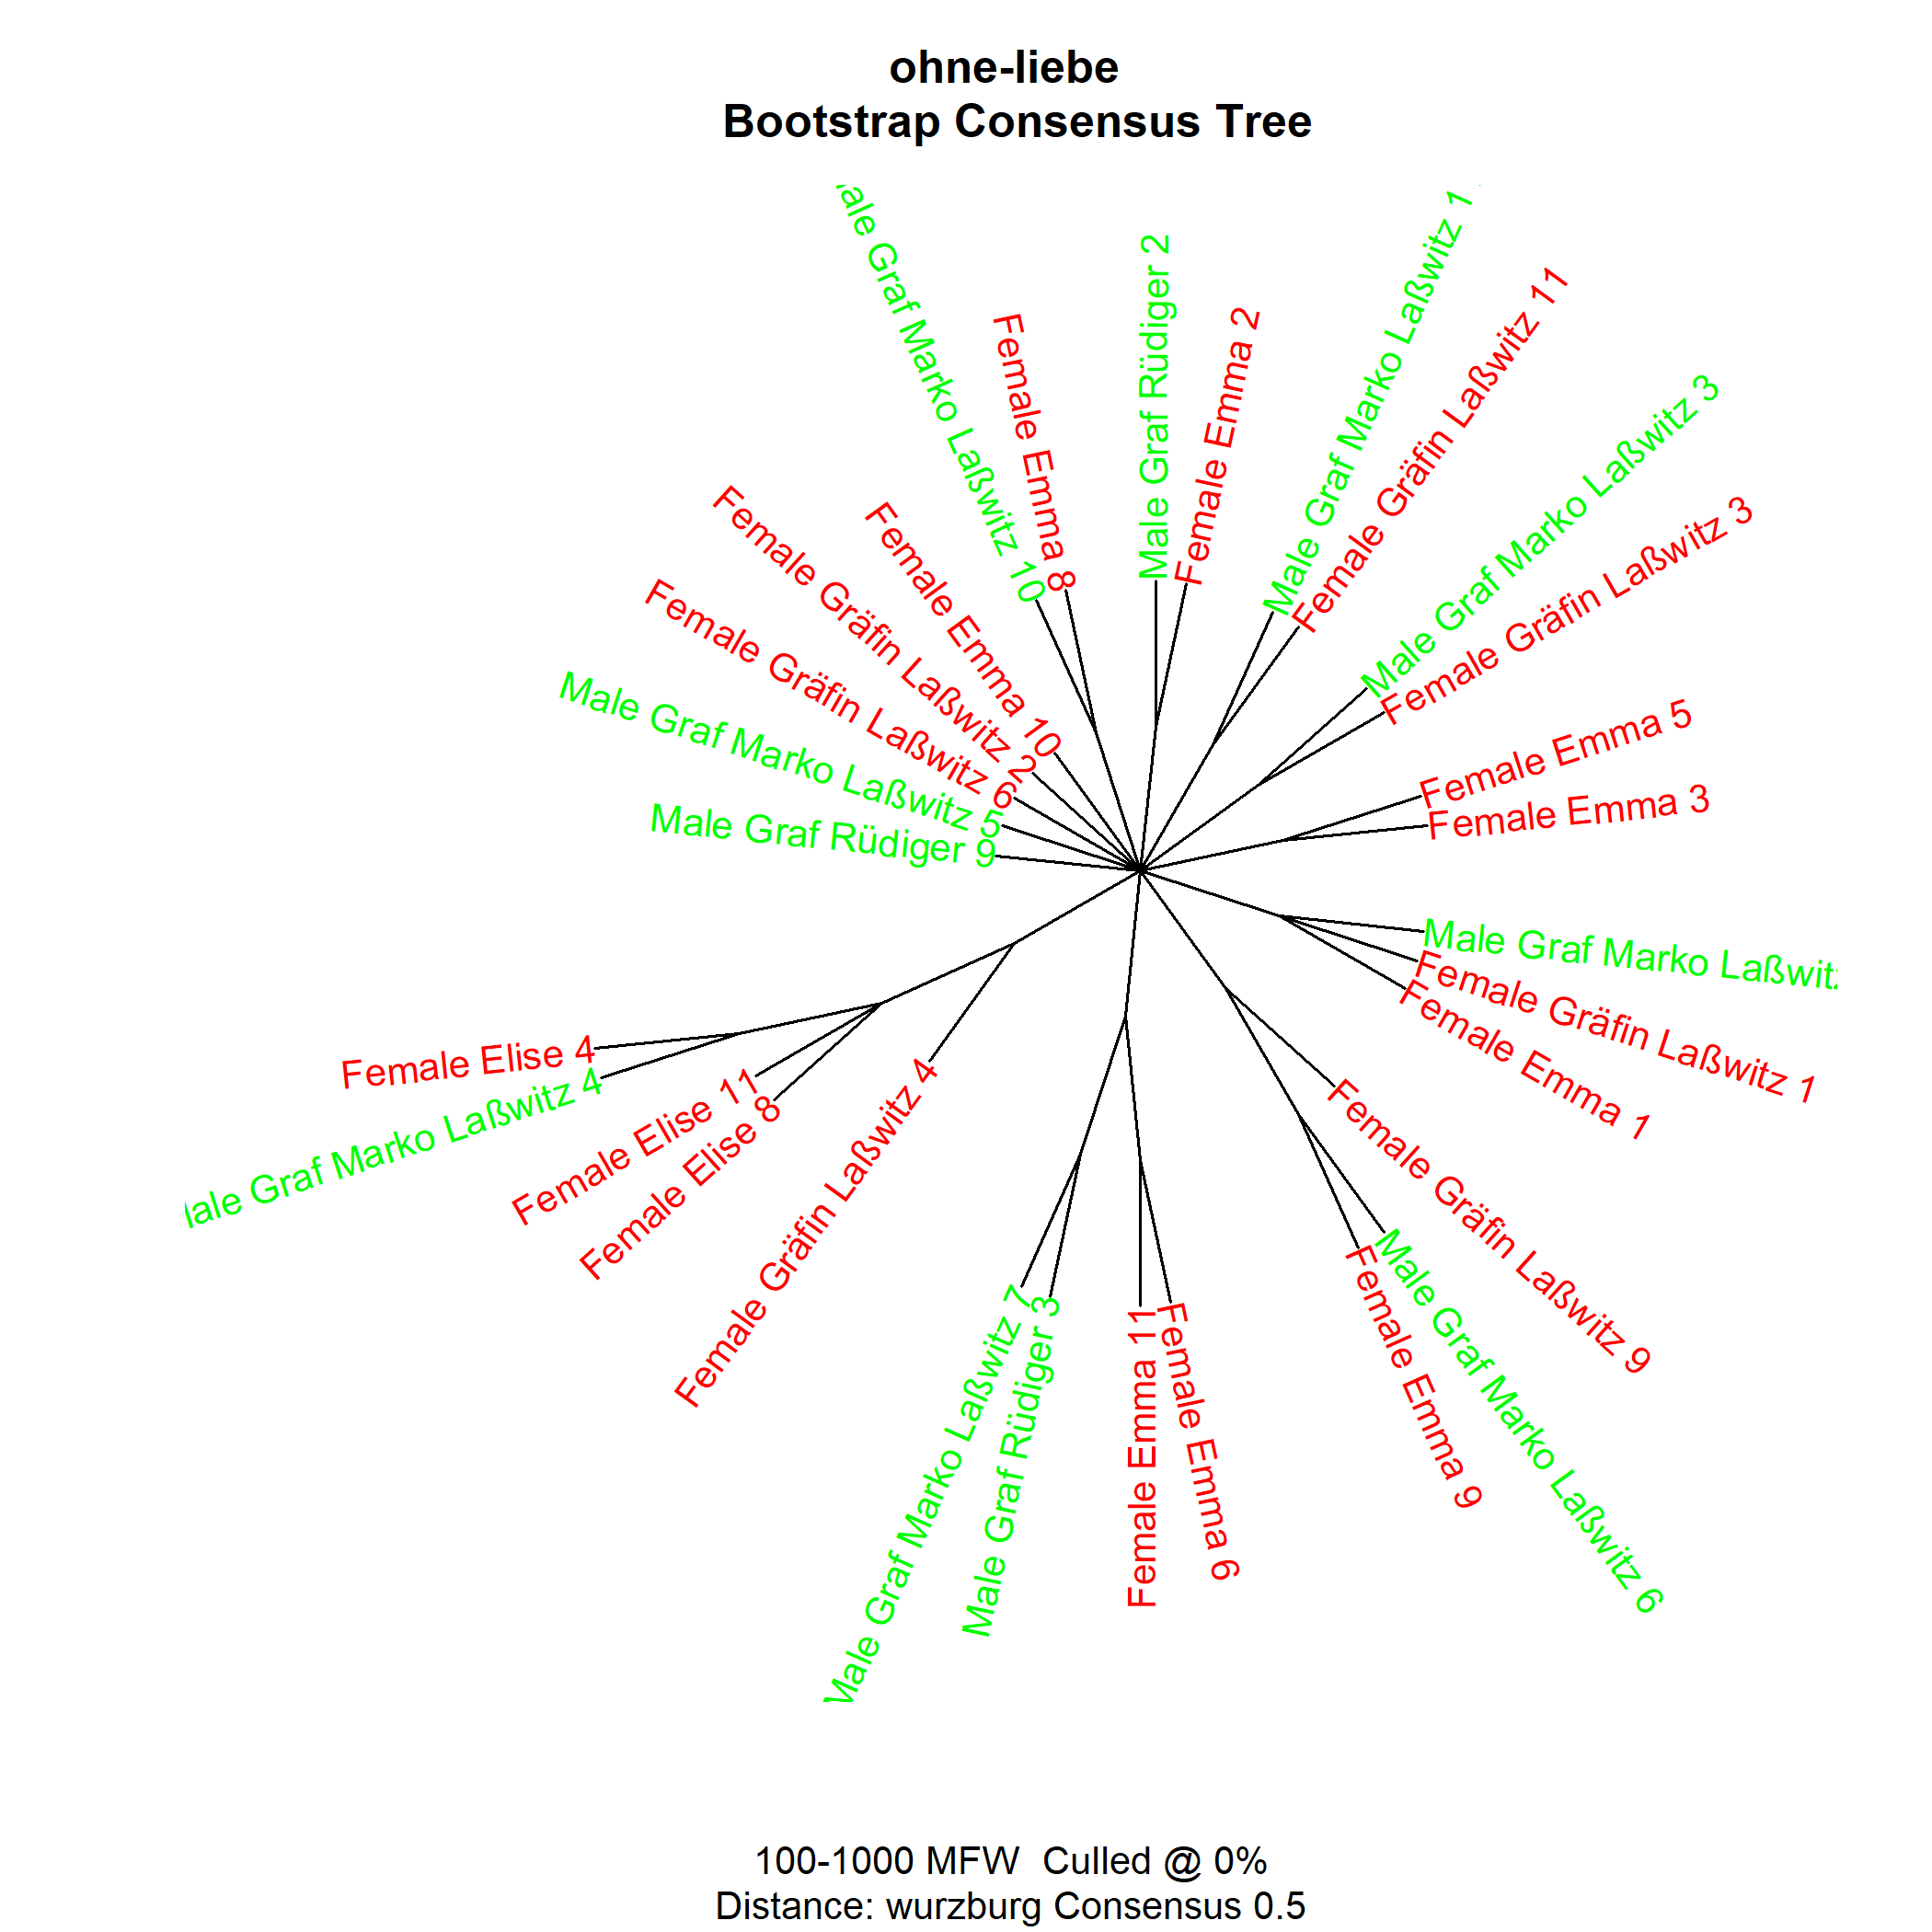 ohne-liebe
Bootstrap Consensus Tree
ale Graf Marko Laßwitz 10
Female Emma 8
Male Graf Rüdiger 2
Female Emma 2
Male Graf Marko Laßwitz 1
Female Gräfin Laßwitz 11
Male Graf Marko Laßwitz 3
Female Gräfin Laßwitz 3
Female Emma 5
Female Emma 3
Male Graf Marko
Female Gräfin Laßwitz 1
Female Emma 1
Female Gräfin Laßwitz 9
Male Graf Marko Laßwitz 6
Female Emma 9
Female Emma 6
Female Emma 11
Male Graf Rüdiger 3
Male Graf Marko Laßwitz 7
Female Gräfin Laßwitz 4
Female Elise 8
Female Elise 11
Graf Marko Laßwitz 4
Female Elise 4
Male Graf Rüdiger 9
Male Graf Marko Laßwitz 5
Female Gräfin Laßwitz 6
Female Gräfin Laßwitz 2
Female Emma 10
100-1000 MFW Culled @ 0%
Distance: wurzburg Consensus 0.5